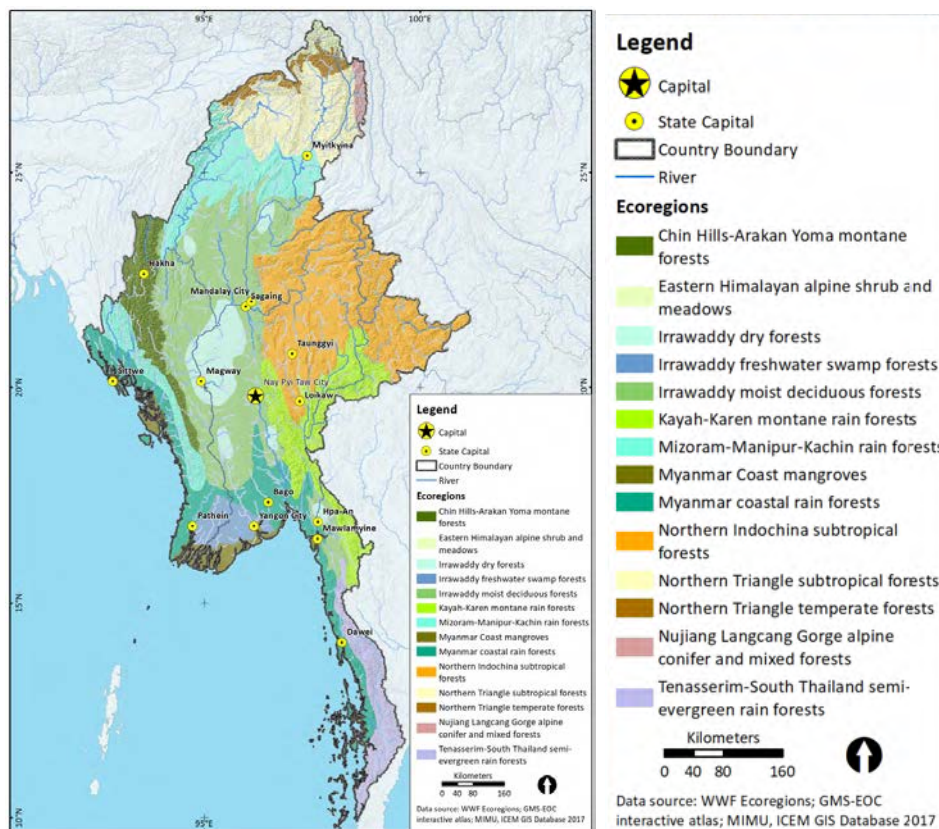 95°E
100°E
25°N
Myitkyina
Hakha
Mandalay City
Sagaing
Taunggyi
Sittwe
Magway
20°N
Nay Pyi Taw City
Loikaw
Bago
Pathein
Yangon City
Hpa-An
Mawlamyine
15°N
Dawei
10°N
95°E
Legend
Capital
State Capital
Country Boundary
River
Ecoregions
Chin Hills-Arakan Yoma montane
forests
Eastern Himalayan alpine shrub and
meadows
Irrawaddy dry forests
Irrawaddy freshwater swamp forests
Irrawaddy moist deciduous forests
Kayah-Karen montane rain forests
Mizoram-Manipur-Kachin rain forests
Myanmar Coast mangroves
Myanmar coastal rain forests
Northern Indochina subtropical
forests
Northern Triangle subtropical forests
Northern Triangle temperate forests
Nujiang Langcang Gorge alpine
conifer and mixed forests
Tenasserim-South Thailand semi-
evergreen rain forests
Kilometers
0 40 80 160
Data source: WWF Ecoregions; GMS-EOC
interactive atlas; MIMU, ICEM GIS Database 2017
Legend
Capital
State Capital
Country Boundary
River
Ecoregions
Chin Hills-Arakan Yoma montane
forests
Eastern Himalayan alpine shrub and
meadows
Irrawaddy dry forests
Irrawaddy freshwater swamp forests
Irrawaddy moist deciduous forests
Kayah-Karen montane rain forests
Mizoram-Manipur-Kachin rain forests
Myanmar Coast mangroves
Myanmar coastal rain forests
Northern Indochina subtropical
forests
Northern Triangle subtropical forests
Northern Triangle temperate forests
Nujiang Langcang Gorge alpine
conifer and mixed forests
Tenasserim-South Thailand semi-
evergreen rain forests
Kilometers
0 40 80 160
Data source: WWF Ecoregions; GMS-EOC
interactive atlas; MIMU, ICEM GIS Database 2017